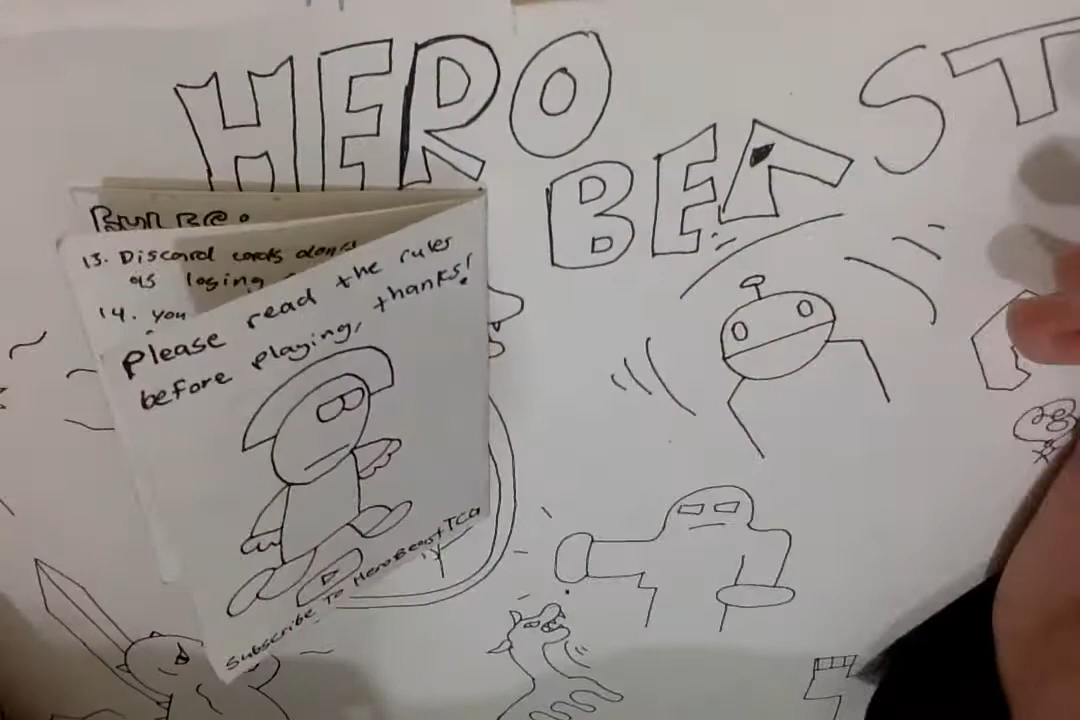 HERO
BEAST
13. Discard cards
as losing
14. You
Please read the rules
before playing, thanks!
Subscribe To HeroBeastTCG